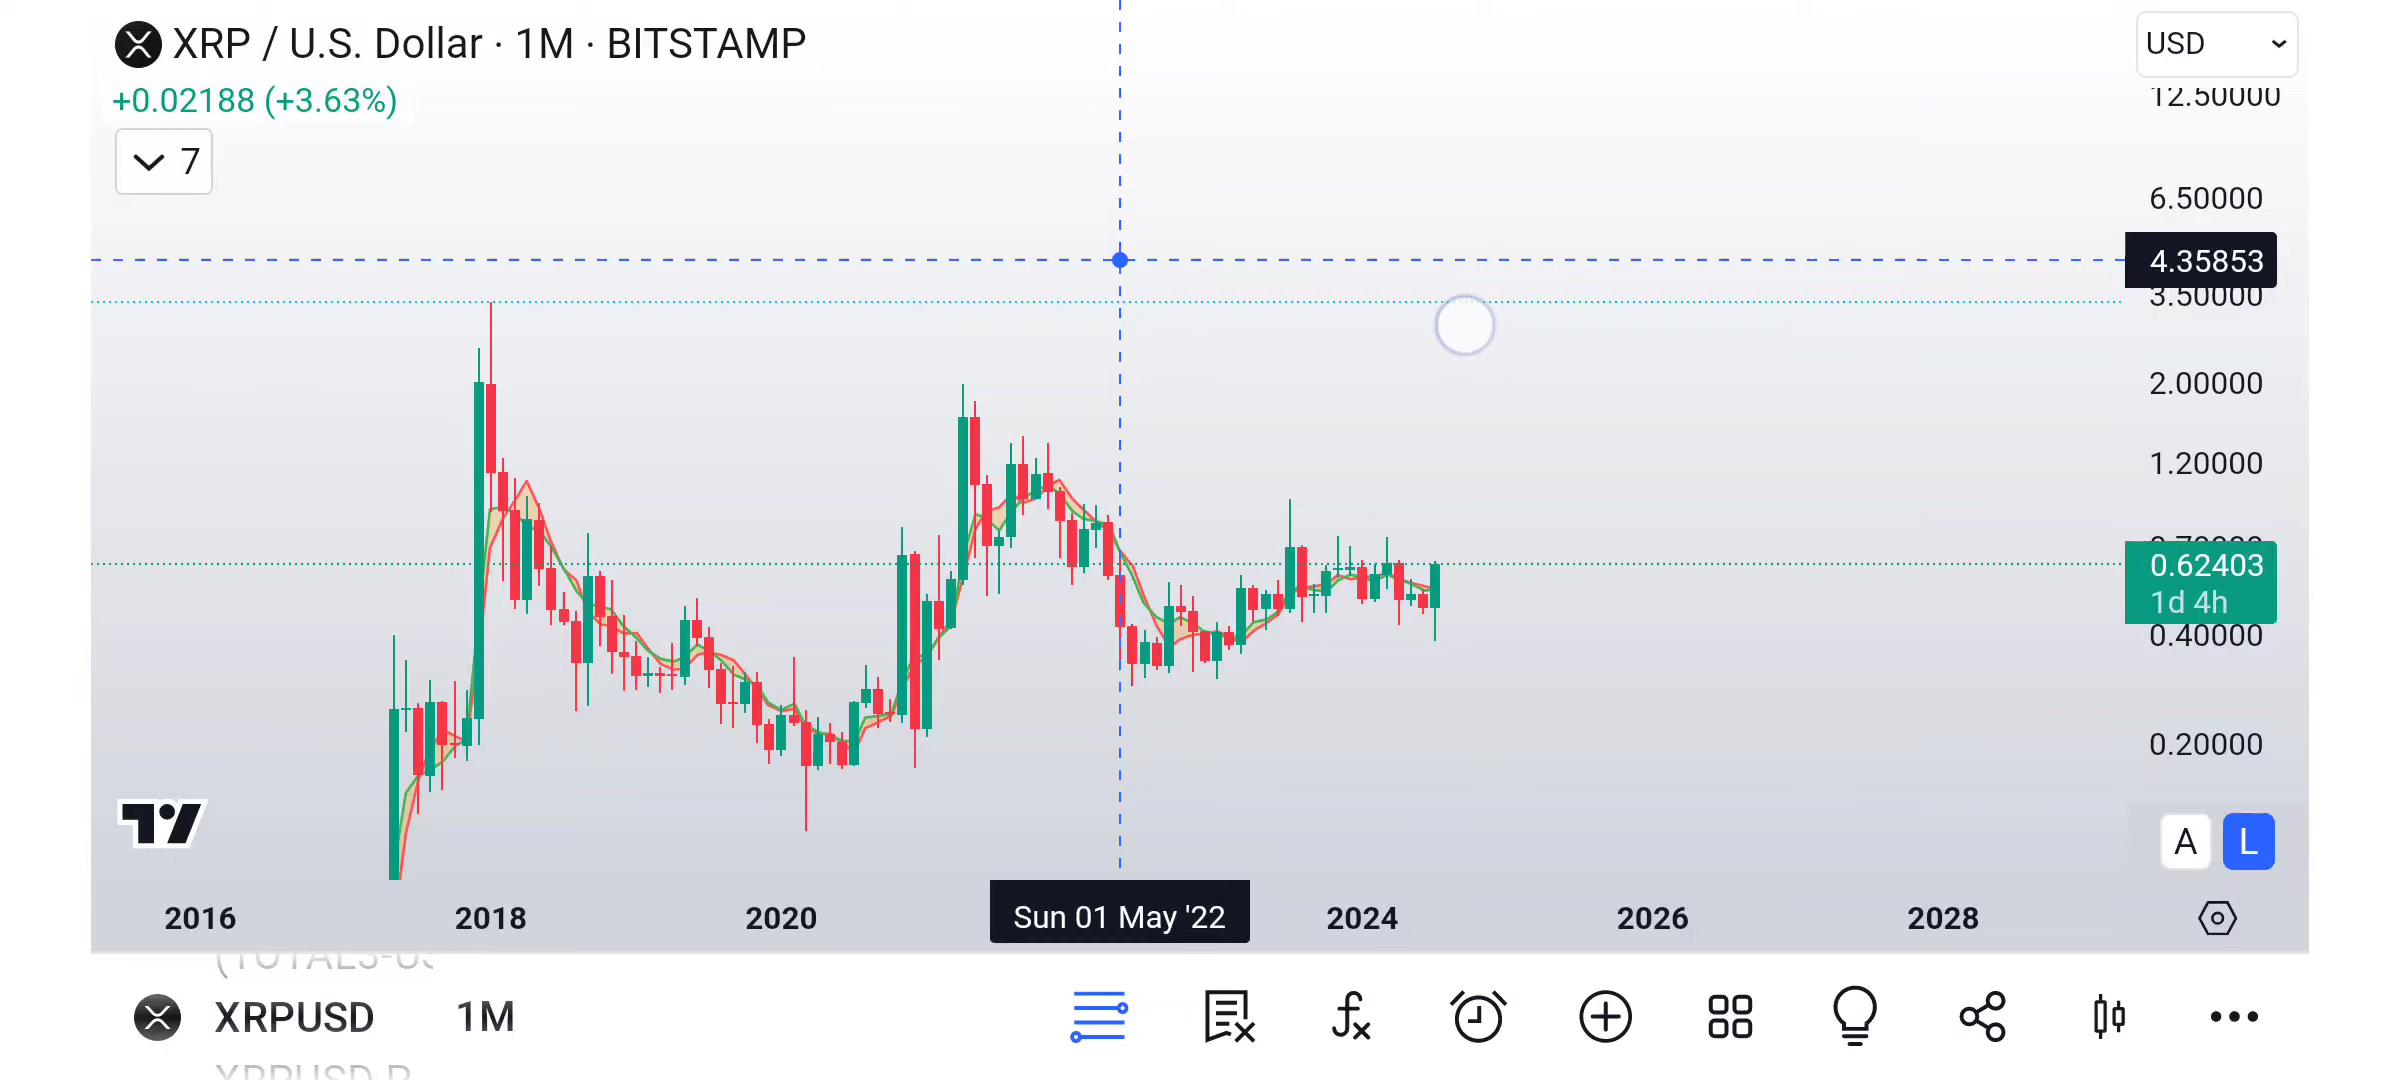 XRP / U.S. Dollar · 1M · BITSTAMP
+0.02188 (+3.63%)
7
USD
12.50000
6.50000
4.35853
3.50000
2.00000
1.20000
0.62403
1d 4h
0.40000
0.20000
A L
2016 2018 2020 Sun 01 May '22 2024 2026 2028
XRPUSD 1M